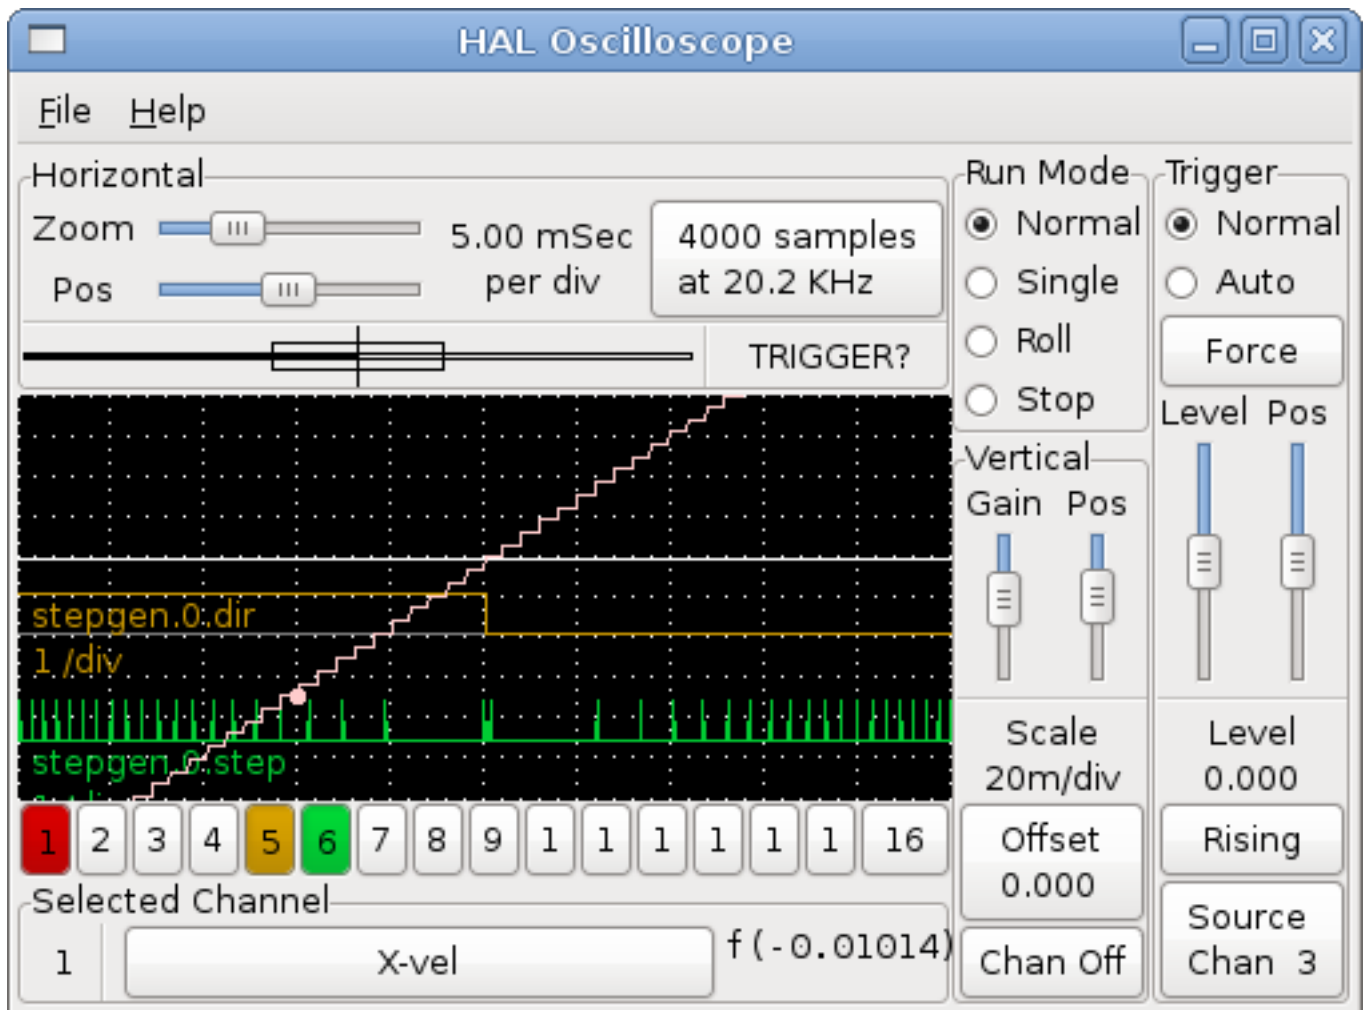 HAL Oscilloscope
File Help
Horizontal
Zoom
Pos
5.00 mSec
per div
4000 samples
at 20.2 KHz
TRIGGER?
Run Mode
Normal
Single
Roll
Stop
Trigger
Normal
Auto
Force
Level Pos
Vertical
Gain Pos
stepgen.0.dir
1 /div
stepgen.0.step
Scale
20m/div
Level
0.000
1 2 3 4 5 6 7 8 9 1 1 1 1 1 1 16
Offset
0.000
Rising
Selected Channel
1
X-vel
f(-0.01014)
Chan Off
Source
Chan 3